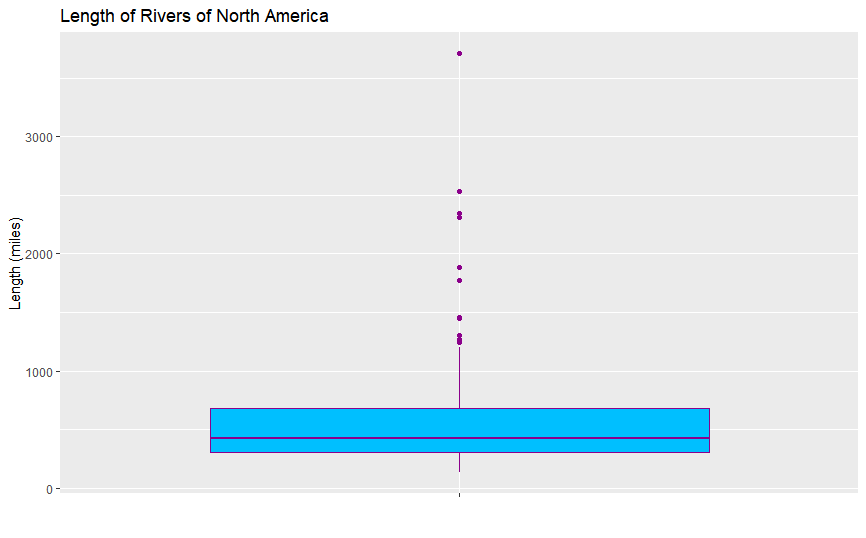 Length of Rivers of North America
3000
2000
1000
0
Length (miles)